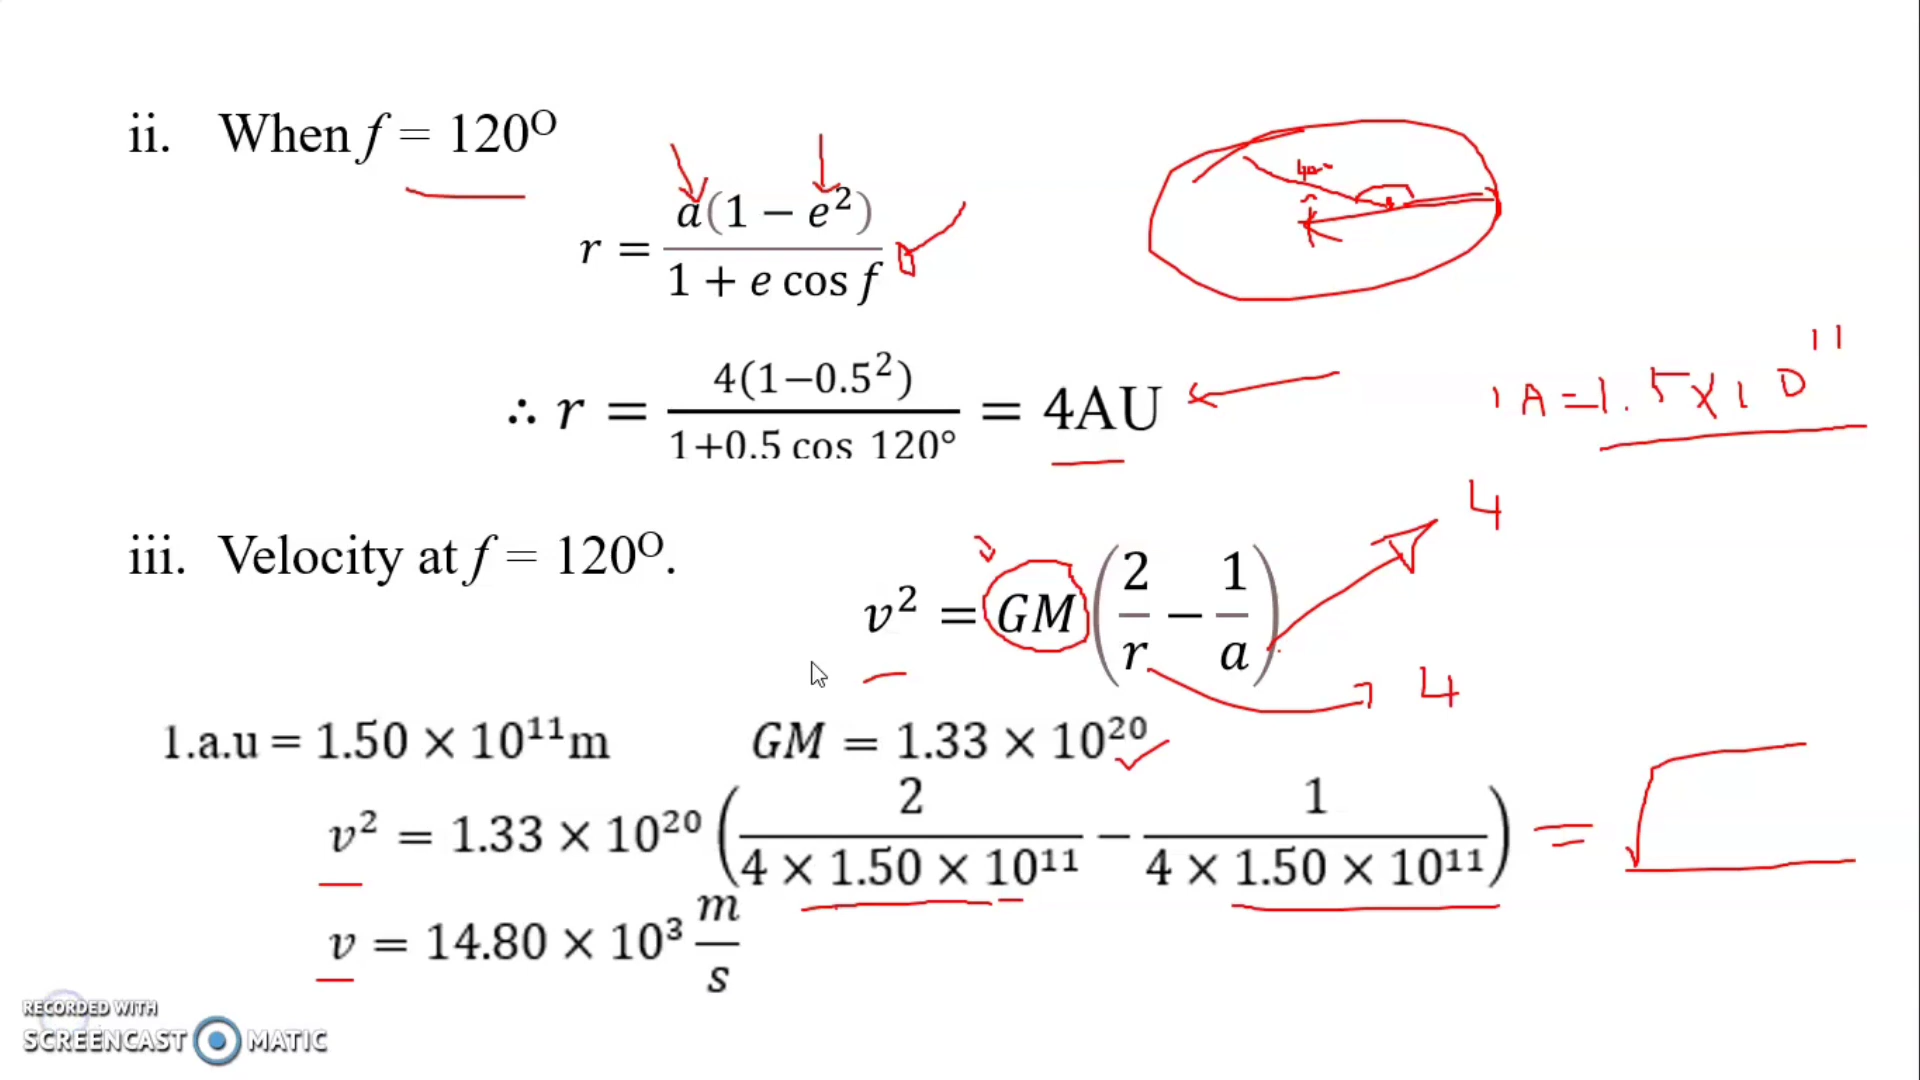 ii. When f = 120ᴼ
r = a(1 − e²) / 1 + e cos f
40
∴ r = 4(1−0.5²) / 1+0.5 cos 120° = 4AU
1 A = 1.5 × 10¹¹
4
iii. Velocity at f = 120ᴼ.
v² = GM(2/r − 1/a)
4
1.a.u = 1.50 × 10¹¹m GM = 1.33 × 10²⁰
v² = 1.33 × 10²⁰ (2 / 4 × 1.50 × 10¹¹ − 1 / 4 × 1.50 × 10¹¹) =
v = 14.80 × 10³ m/s
RECORDED WITH
SCREENCAST MATIC